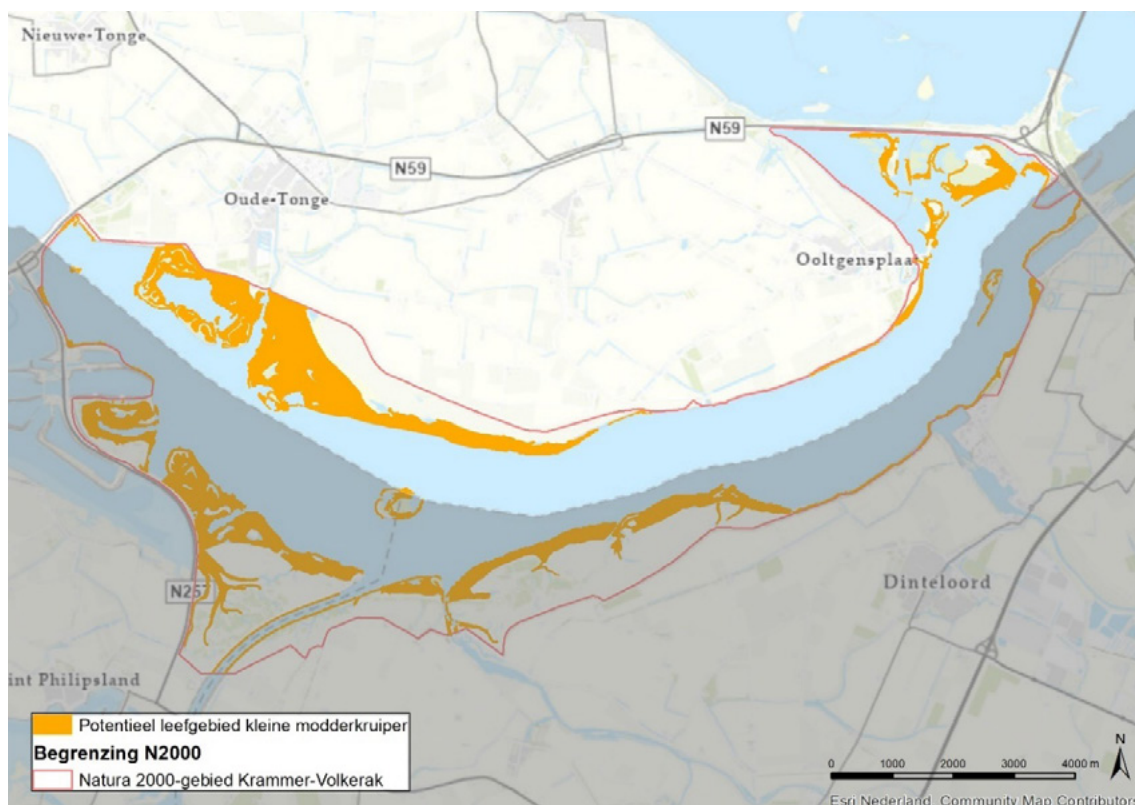 Nieuwe-Tonge
N59
N59
Oude-Tonge
Ooltgensplaat
Dinteloord
N257
int Philipsland
Potentieel leefgebied kleine modderkruiper
Begrenzing N2000
Natura 2000-gebied Krammer-Volkerak
N
0 1000 2000 3000 4000 m
Esri Nederland, Community Map Contributors